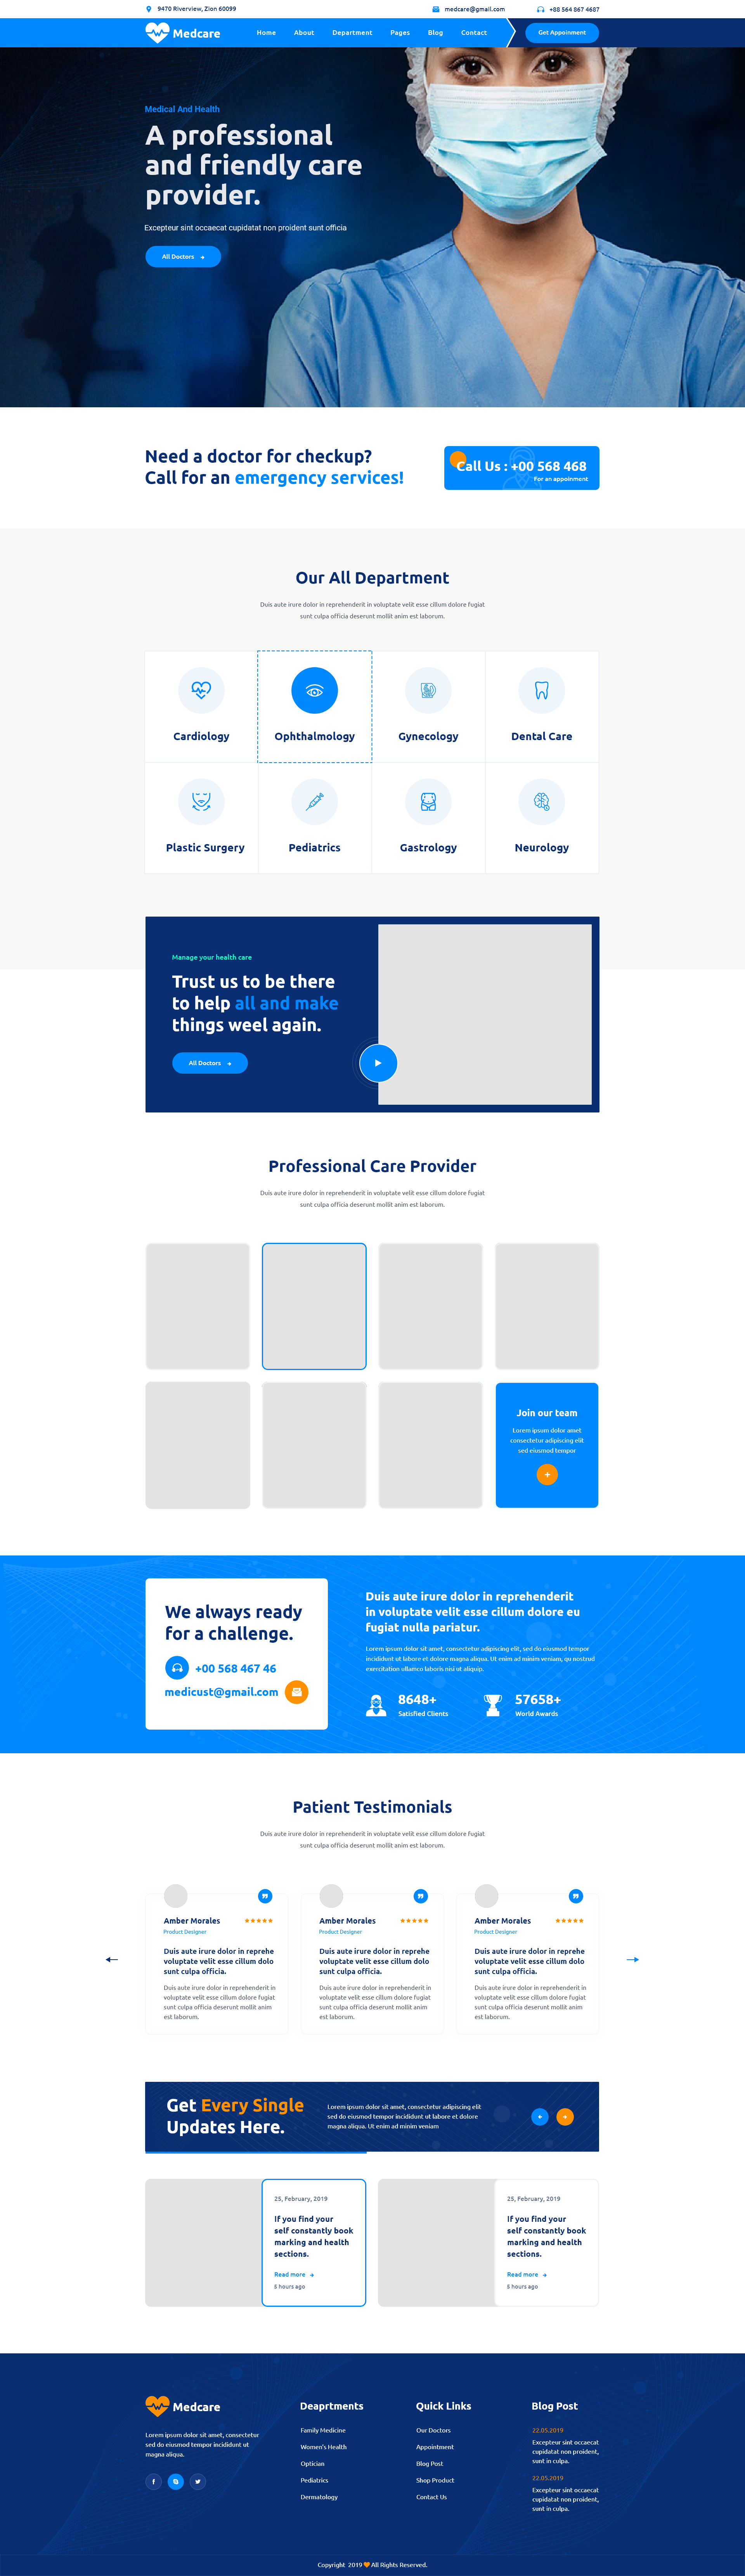 9470 Riverview, Zion 60099
medcare@gmail.com
+88 564 867 4687
Medcare
Home About Department Pages Blog Contact
Get Appoinment
Medical And Health
A professional
and friendly care
provider.
Excepteur sint occaecat cupidatat non proident sunt officia
All Doctors
Need a doctor for checkup?
Call for an emergency services!
Call Us : +00 568 468
For an appoinment
Our All Department
Duis aute irure dolor in reprehenderit in voluptate velit esse cillum dolore fugiat
sunt culpa officia deserunt mollit anim est laborum.
Cardiology
Ophthalmology
Gynecology
Dental Care
Plastic Surgery
Pediatrics
Gastrology
Neurology
Manage your health care
Trust us to be there
to help all and make
things weel again.
All Doctors
Professional Care Provider
Duis aute irure dolor in reprehenderit in voluptate velit esse cillum dolore fugiat
sunt culpa officia deserunt mollit anim est laborum.
Join our team
Lorem ipsum dolor amet
consectetur adipiscing elit
sed eiusmod tempor
We always ready
for a challenge.
+00 568 467 46
medicust@gmail.com
Duis aute irure dolor in reprehenderit
in voluptate velit esse cillum dolore eu
fugiat nulla pariatur.
Lorem ipsum dolor sit amet, consectetur adipiscing elit, sed do eiusmod tempor
incididunt ut labore et dolore magna aliqua. Ut enim ad minim veniam, qu nostrud
exercitation ullamco laboris nisi ut aliquip.
8648+
Satisfied Clients
57658+
World Awards
Patient Testimonials
Duis aute irure dolor in reprehenderit in voluptate velit esse cillum dolore fugiat
sunt culpa officia deserunt mollit anim est laborum.
Amber Morales
Product Designer
Duis aute irure dolor in reprehe
voluptate velit esse cillum dolo
sunt culpa officia.
Duis aute irure dolor in reprehenderit in
voluptate velit esse cillum dolore fugiat
sunt culpa officia deserunt mollit anim
est laborum.
Amber Morales
Product Designer
Duis aute irure dolor in reprehe
voluptate velit esse cillum dolo
sunt culpa officia.
Duis aute irure dolor in reprehenderit in
voluptate velit esse cillum dolore fugiat
sunt culpa officia deserunt mollit anim
est laborum.
Amber Morales
Product Designer
Duis aute irure dolor in reprehe
voluptate velit esse cillum dolo
sunt culpa officia.
Duis aute irure dolor in reprehenderit in
voluptate velit esse cillum dolore fugiat
sunt culpa officia deserunt mollit anim
est laborum.
Get Every Single
Updates Here.
Lorem ipsum dolor sit amet, consectetur adipiscing elit
sed do eiusmod tempor incididunt ut labore et dolore
magna aliqua. Ut enim ad minim veniam
25, February, 2019
If you find your
self constantly book
marking and health
sections.
Read more
5 hours ago
25, February, 2019
If you find your
self constantly book
marking and health
sections.
Read more
5 hours ago
Medcare
Lorem ipsum dolor sit amet, consectetur
sed do eiusmod tempor incididunt ut
magna aliqua.
Deaprtments
Family Medicine
Women's Health
Optician
Pediatrics
Dermatology
Quick Links
Our Doctors
Appointment
Blog Post
Shop Product
Contact Us
Blog Post
22.05.2019
Excepteur sint occaecat
cupidatat non proident,
sunt in culpa.
22.05.2019
Excepteur sint occaecat
cupidatat non proident,
sunt in culpa.
Copyright 2019 All Rights Reserved.